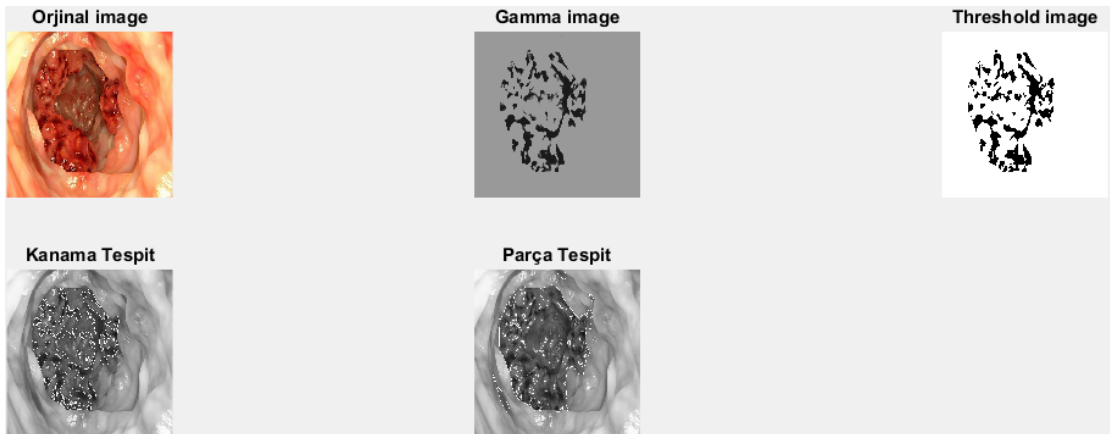 Orjinal image
Gamma image
Threshold image
Kanama Tespit
Parça Tespit